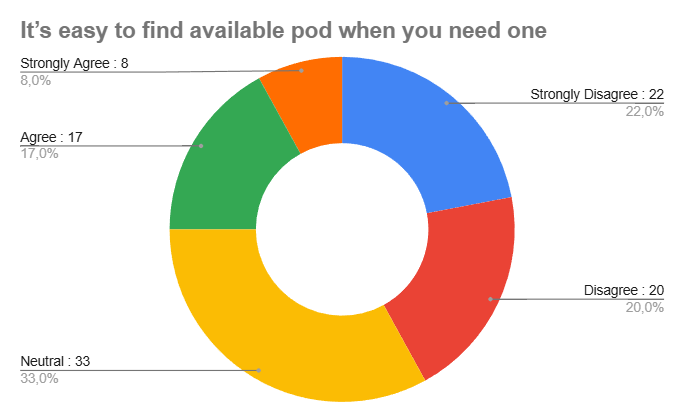 It’s easy to find available pod when you need one
Strongly Agree : 8
8,0%
Strongly Disagree : 22
22,0%
Agree : 17
17,0%
Disagree : 20
20,0%
Neutral : 33
33,0%